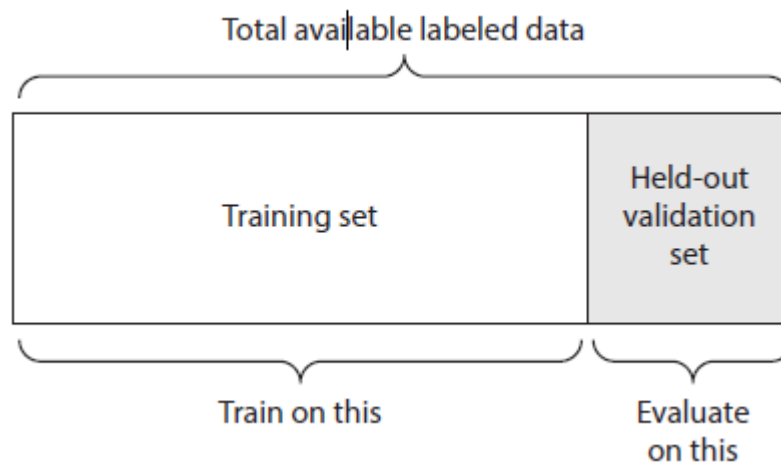 Total available labeled data
Training set
Held-out
validation
set
Train on this
Evaluate
on this